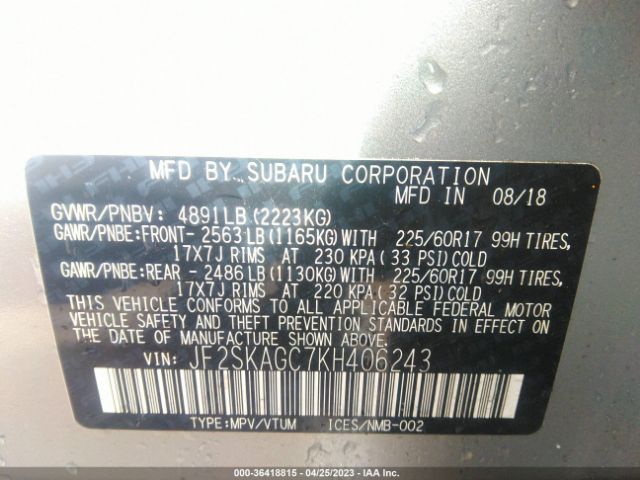 MFD BY SUBARU CORPORATION
MFD IN 08/18
GVWR/PNBV: 4891LB(2223KG)
GAWR/PNBE:FRONT- 2563LB(1165KG)WITH 225/60R17 99H TIRES,
17X7J RIMS AT 230 KPA( 33 PSI)COLD
GAWR/PNBE:REAR - 2486LB(1130KG)WITH 225/60R17 99H TIRES,
17X7J RIMS AT 220 KPA(32 PSI)COLD
THIS VEHICLE CONFORMS TO ALL APPLICABLE FEDERAL MOTOR
VEHICLE SAFETY AND THEFT PREVENTION STANDARDS IN EFFECT ON
THE DATE OF MANUFACTURE SHOWN ABOVE.
VIN: JF2SKAGC7KH406243
TYPE:MPV/VTUM ICES/NMB-002
000-36418815 - 04/25/2023 - IAA Inc.